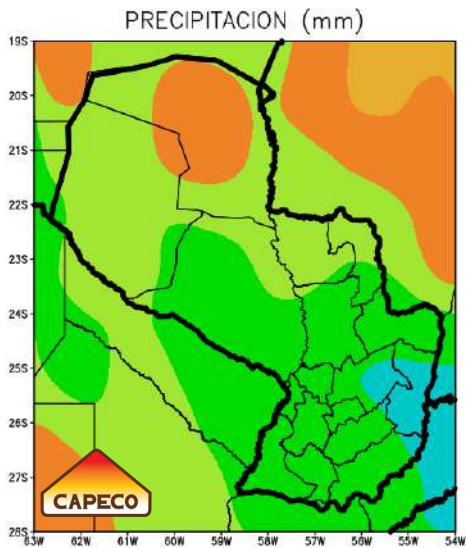 PRECIPITACION (mm)
19S
20S
21S
22S
23S
24S
25S
26S
27S
28S
CAPECO
63W 62W 61W 60W 59W 58W 57W 56W 55W 54W